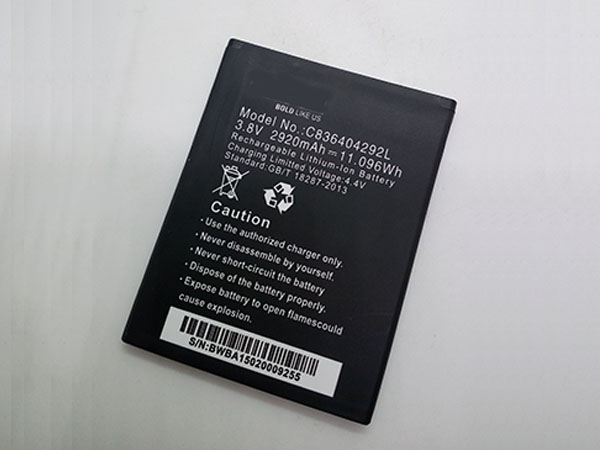 BOLD LIKE US
Model No.:C836404292L
3.8V 2920mAh⎓11.096Wh
Rechargeable Lithium-Ion Battery
Charging Limitted Voltage:4.4V
Standard:GB/T 18287-2013
Caution
• Use the authorized charger only.
• Never disassemble by yourself.
• Never short-circuit the battery
• Dispose of the battery properly.
• Expose battery to open flamescould
cause explosion.
S/N:BWBA15020009255